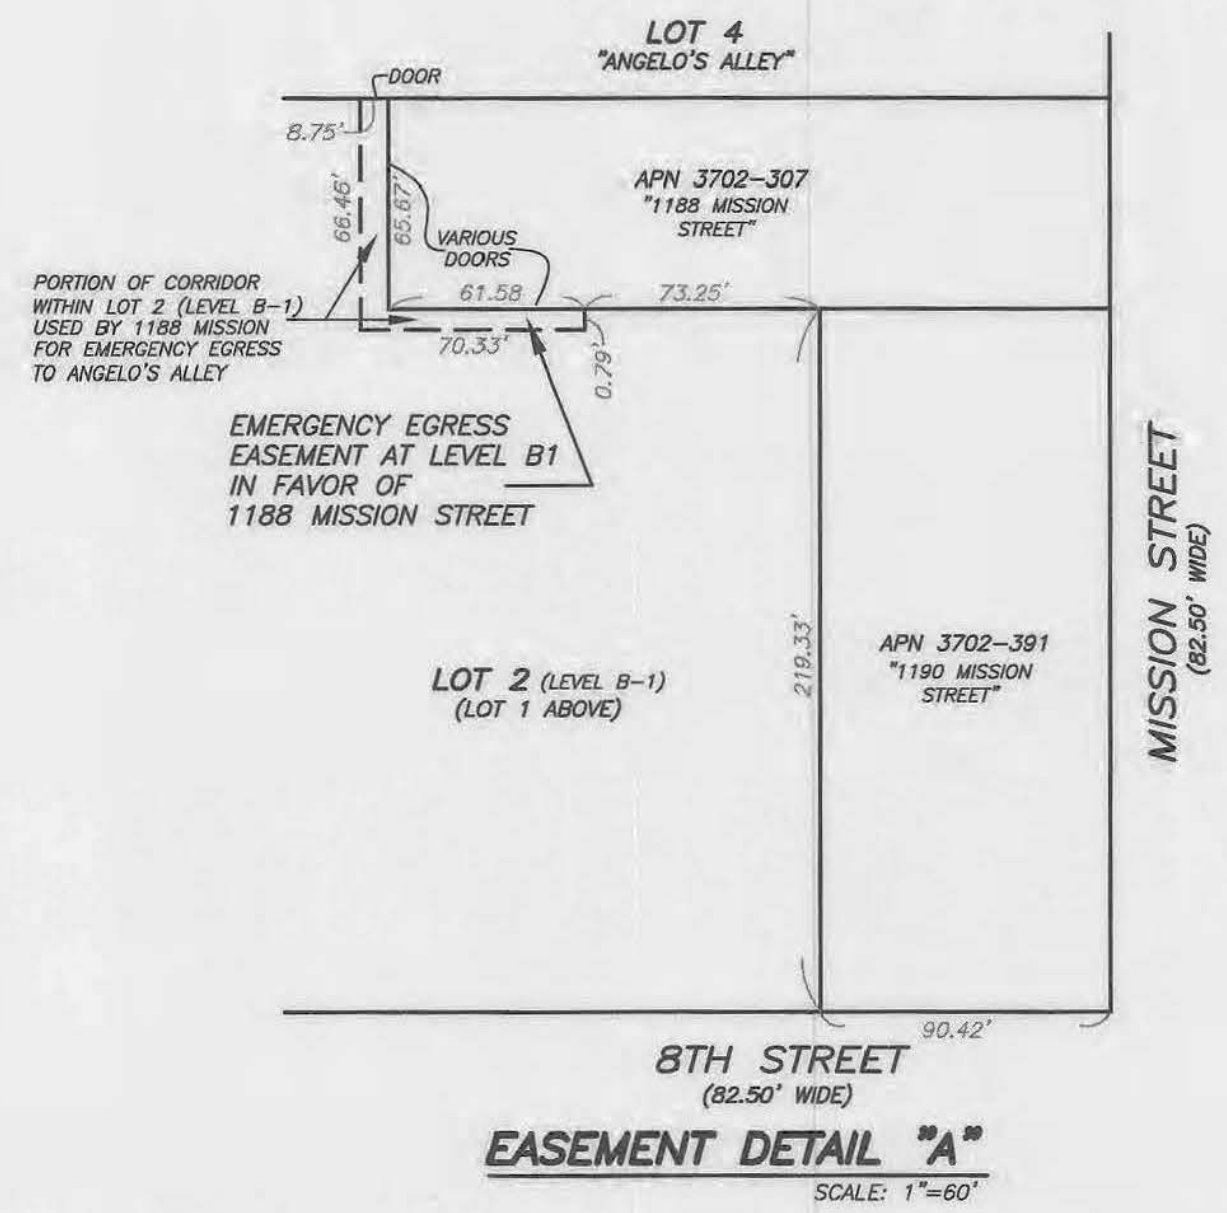 LOT 4
"ANGELO'S ALLEY"
DOOR
8.75'
66.46'
65.67'
APN 3702-307
"1188 MISSION
STREET"
VARIOUS
DOORS
PORTION OF CORRIDOR
WITHIN LOT 2 (LEVEL B-1)
USED BY 1188 MISSION
FOR EMERGENCY EGRESS
TO ANGELO'S ALLEY
61.58
73.25'
70.33'
0.79'
EMERGENCY EGRESS
EASEMENT AT LEVEL B1
IN FAVOR OF
1188 MISSION STREET
MISSION STREET
(82.50' WIDE)
219.33'
APN 3702-391
"1190 MISSION
STREET"
LOT 2 (LEVEL B-1)
(LOT 1 ABOVE)
90.42'
8TH STREET
(82.50' WIDE)
EASEMENT DETAIL "A"
SCALE: 1"=60'